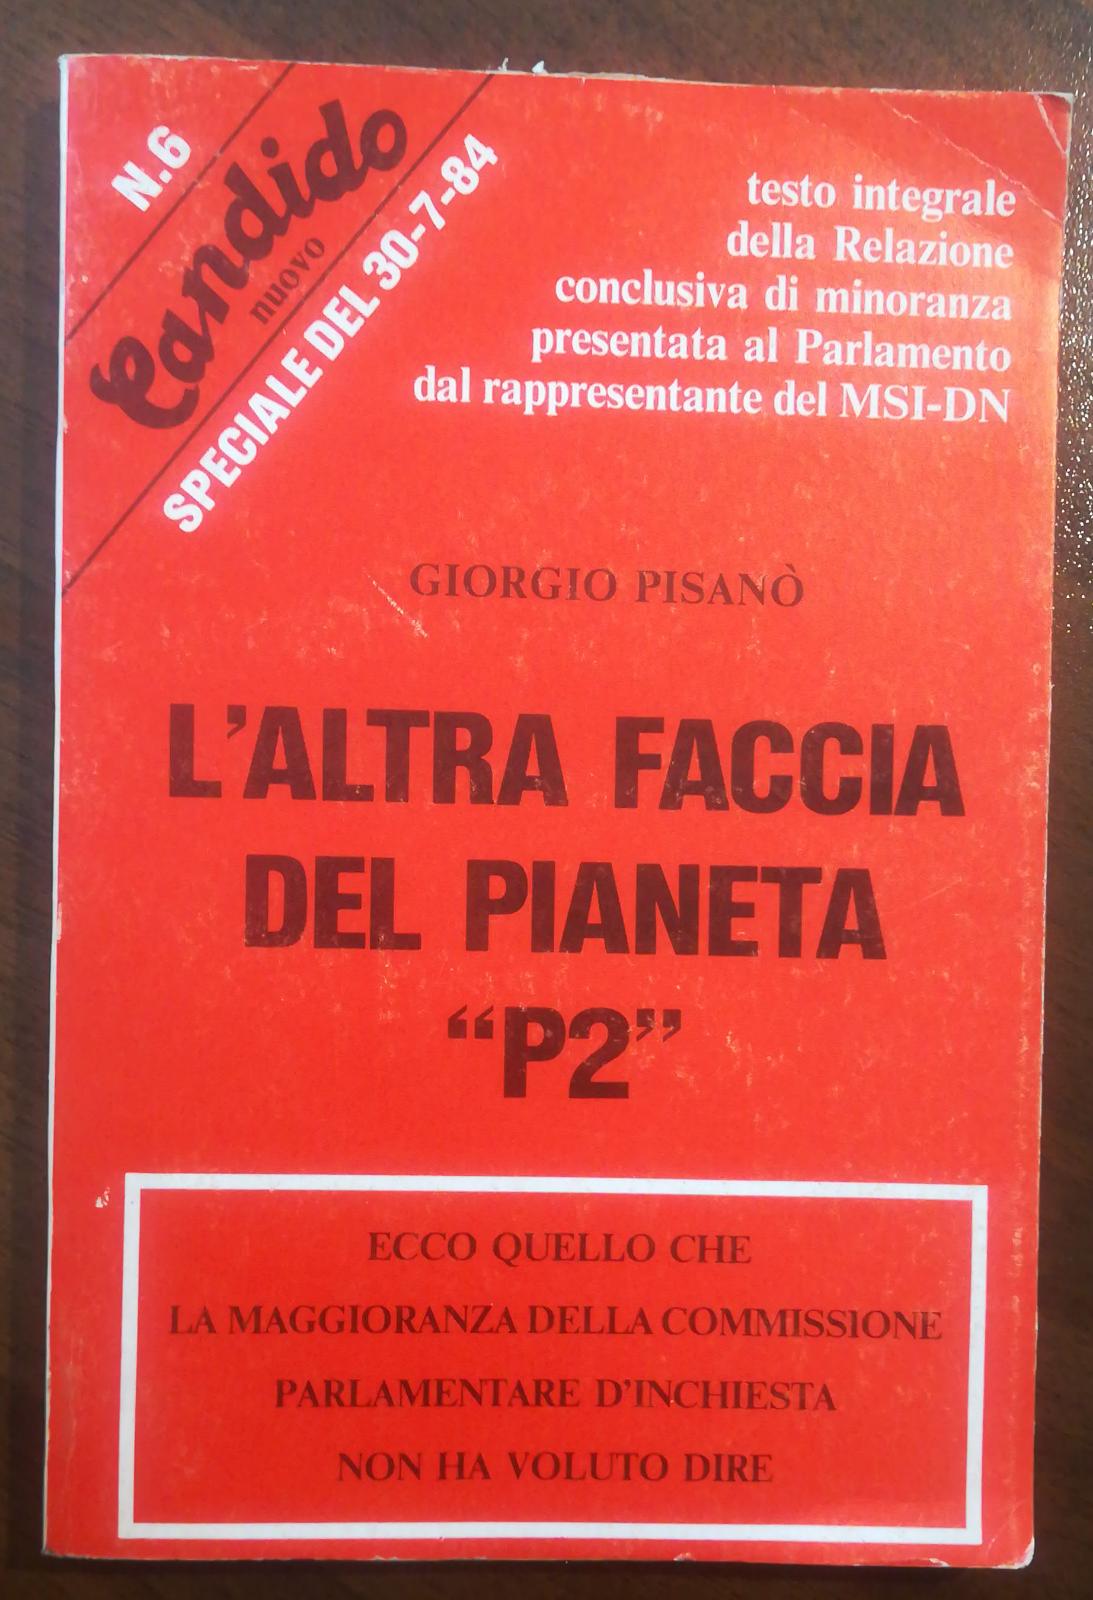 N.6
Candido
nuovo
SPECIALE DEL 30-7-84
testo integrale
della Relazione
conclusiva di minoranza
presentata al Parlamento
dal rappresentante del MSI-DN
GIORGIO PISANÒ
L'ALTRA FACCIA
DEL PIANETA
“P2”
ECCO QUELLO CHE
LA MAGGIORANZA DELLA COMMISSIONE
PARLAMENTARE D'INCHIESTA
NON HA VOLUTO DIRE